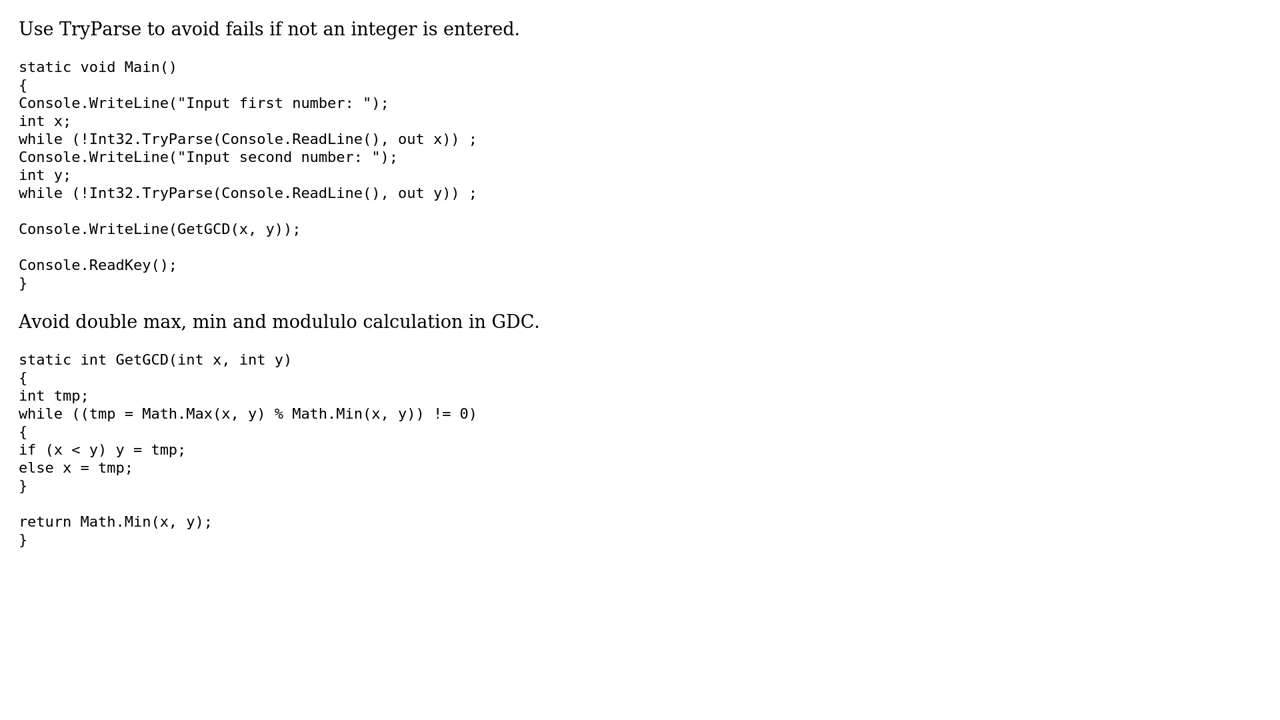 Use TryParse to avoid fails if not an integer is entered.
static void Main()
{
Console.WriteLine("Input first number: ");
int x;
while (!Int32.TryParse(Console.ReadLine(), out x)) ;
Console.WriteLine("Input second number: ");
int y;
while (!Int32.TryParse(Console.ReadLine(), out y)) ;
Console.WriteLine(GetGCD(x, y));
Console.ReadKey();
}
Avoid double max, min and modululo calculation in GDC.
static int GetGCD(int x, int y)
{
int tmp;
while ((tmp = Math.Max(x, y) % Math.Min(x, y)) != 0)
{
if (x < y) y = tmp;
else x = tmp;
}
return Math.Min(x, y);
}